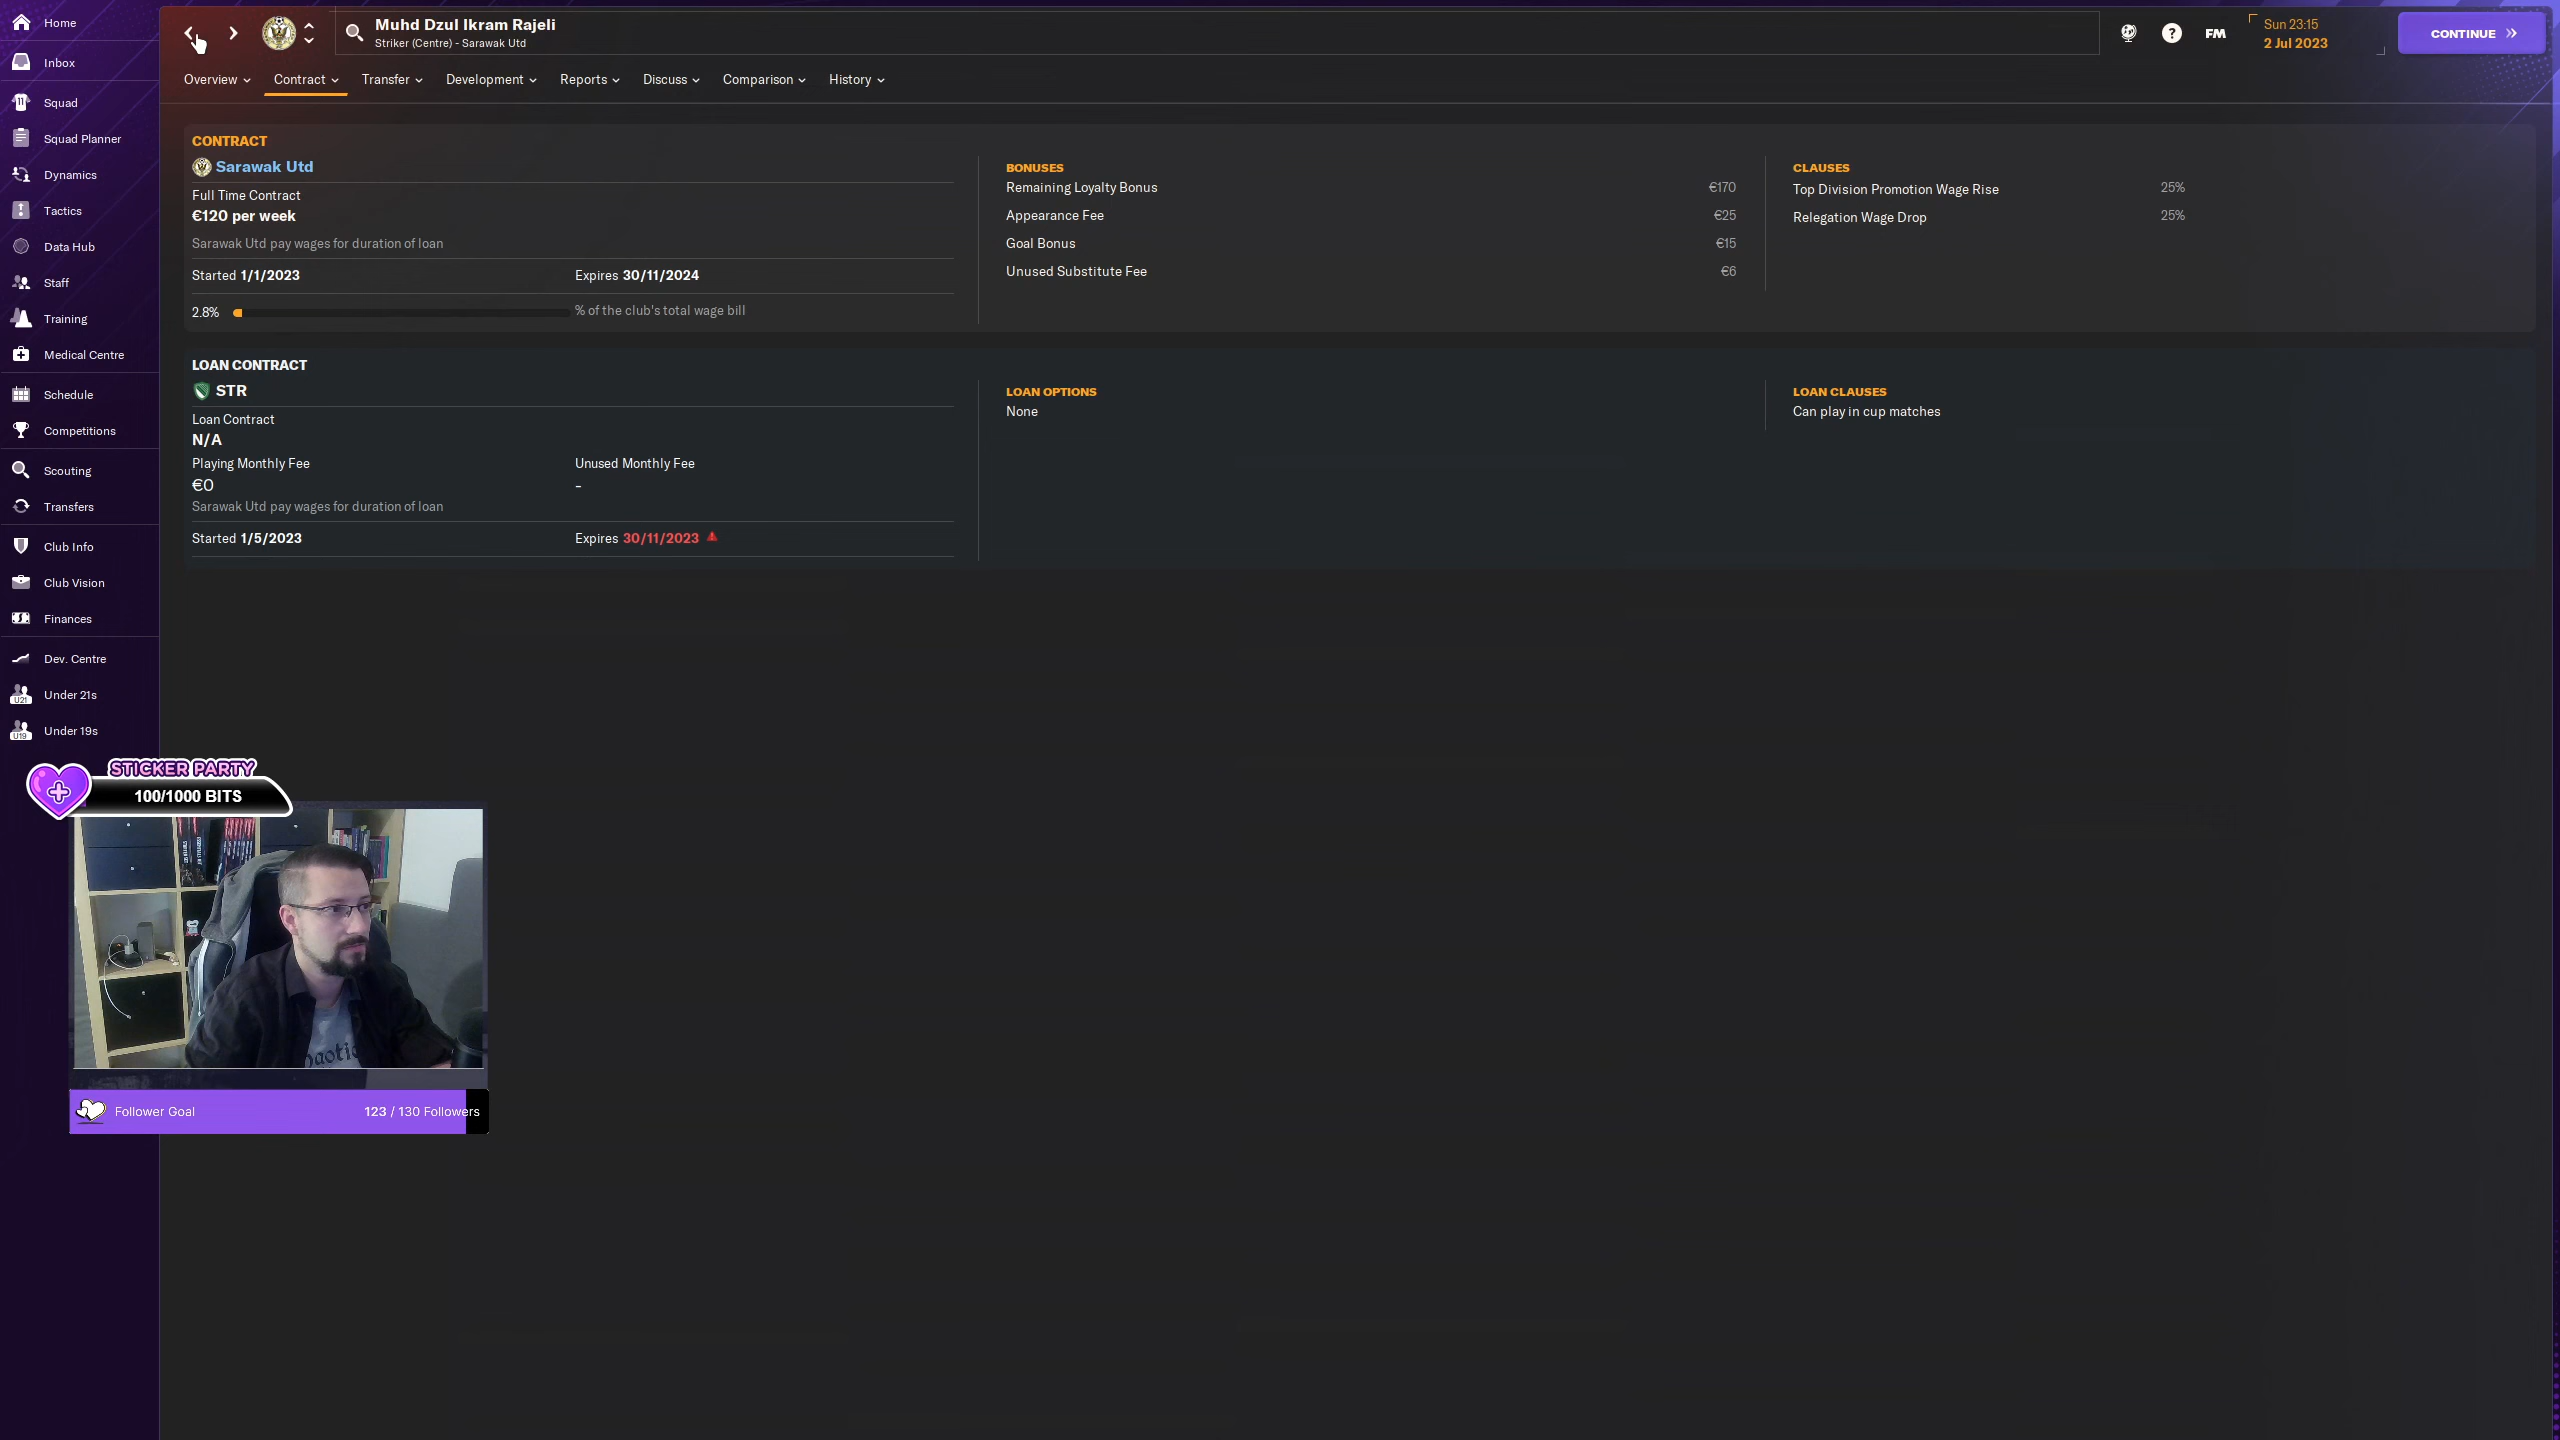 Home
Inbox
Squad
Squad Planner
Dynamics
Tactics
Data Hub
Staff
Training
Medical Centre
Schedule
Competitions
Scouting
Transfers
Club Info
Club Vision
Finances
Dev. Centre
U21
Under 21s
U19
Under 19s
Muhd Dzul Ikram Rajeli
Striker (Centre) - Sarawak Utd
?
FM
Sun 23:15
2 Jul 2023
CONTINUE
Overview
Contract
Transfer
Development
Reports
Discuss
Comparison
History
CONTRACT
Sarawak Utd
Full Time Contract
€120 per week
Sarawak Utd pay wages for duration of loan
Started 1/1/2023
Expires 30/11/2024
2.8%
% of the club's total wage bill
BONUSES
Remaining Loyalty Bonus €170
Appearance Fee €25
Goal Bonus €15
Unused Substitute Fee €6
CLAUSES
Top Division Promotion Wage Rise 25%
Relegation Wage Drop 25%
LOAN CONTRACT
STR
Loan Contract
N/A
Playing Monthly Fee
Unused Monthly Fee
€0
-
Sarawak Utd pay wages for duration of loan
Started 1/5/2023
Expires 30/11/2023
LOAN OPTIONS
None
LOAN CLAUSES
Can play in cup matches
STICKER PARTY
100/1000 BITS
Follower Goal
123 / 130 Followers